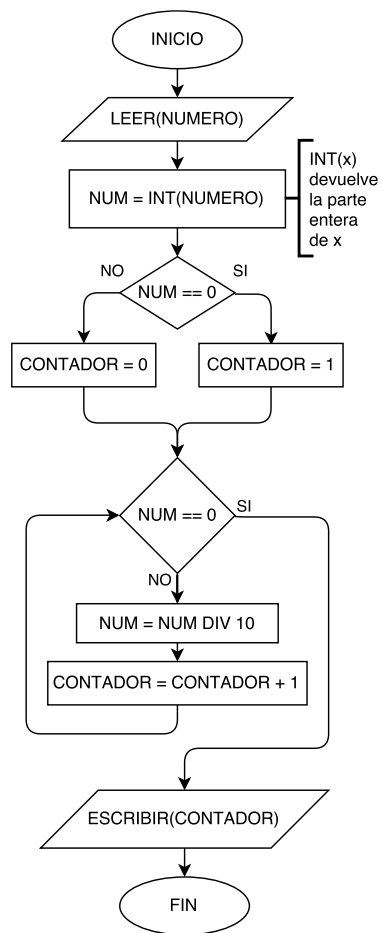 INICIO
LEER(NUMERO)
NUM = INT(NUMERO)
INT(x)
devuelve
la parte
entera
de x
NO
SI
NUM == 0
CONTADOR = 0
CONTADOR = 1
NUM == 0
SI
NO
NUM = NUM DIV 10
CONTADOR = CONTADOR + 1
ESCRIBIR(CONTADOR)
FIN